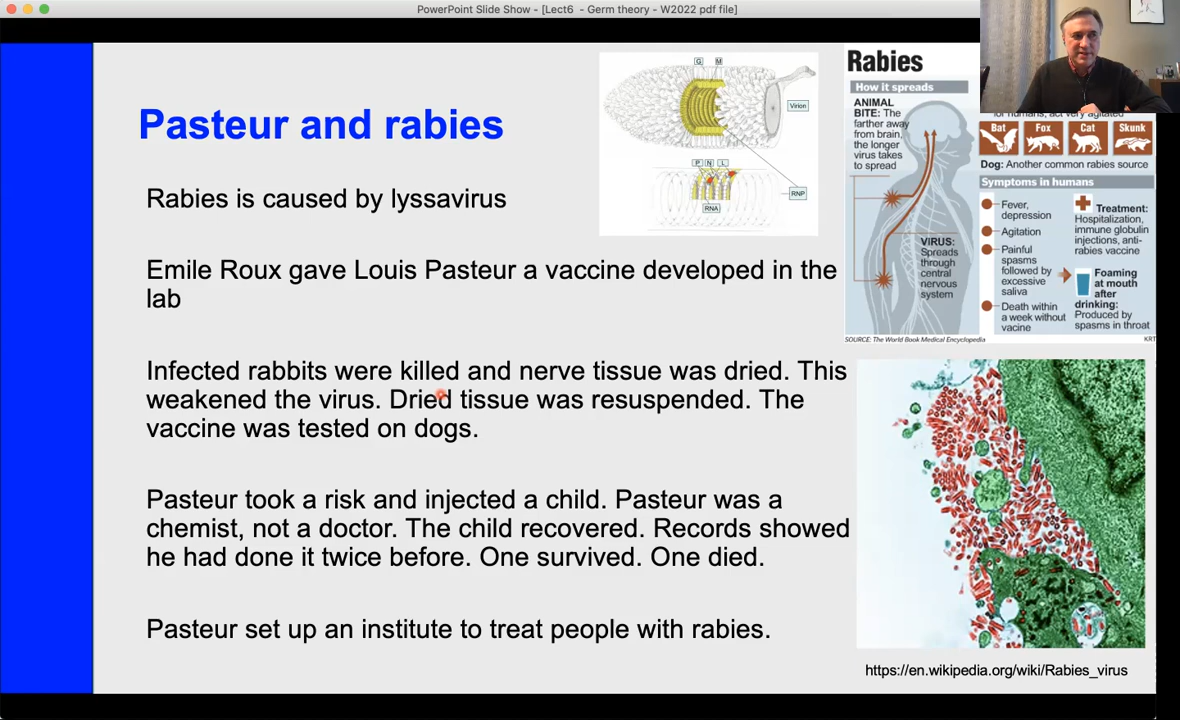 PowerPoint Slide Show - [Lect6 - Germ theory - W2022 pdf file]
Pasteur and rabies
Rabies is caused by lyssavirus
Emile Roux gave Louis Pasteur a vaccine developed in the
lab
Infected rabbits were killed and nerve tissue was dried. This
weakened the virus. Dried tissue was resuspended. The
vaccine was tested on dogs.
Pasteur took a risk and injected a child. Pasteur was a
chemist, not a doctor. The child recovered. Records showed
he had done it twice before. One survived. One died.
Pasteur set up an institute to treat people with rabies.
G M
Virion
P N L
RNP
RNA
Rabies
How it spreads
ANIMAL
BITE: The
farther away
from brain,
the longer
virus takes
to spread
VIRUS:
Spreads
through
central
nervous
system
for humans, act very agitated
Bat Fox Cat Skunk
Dog: Another common rabies source
Symptoms in humans
Fever,
depression
Agitation
Painful
spasms
followed by
excessive
saliva
Death within
a week without
vacine
Treatment:
Hospitalization,
immune globulin
injections, anti-
rabies vaccine
Foaming
at mouth
after
drinking:
Produced by
spasms in throat
SOURCE: The World Book Medical Encyclopedia
KRT
https://en.wikipedia.org/wiki/Rabies_virus